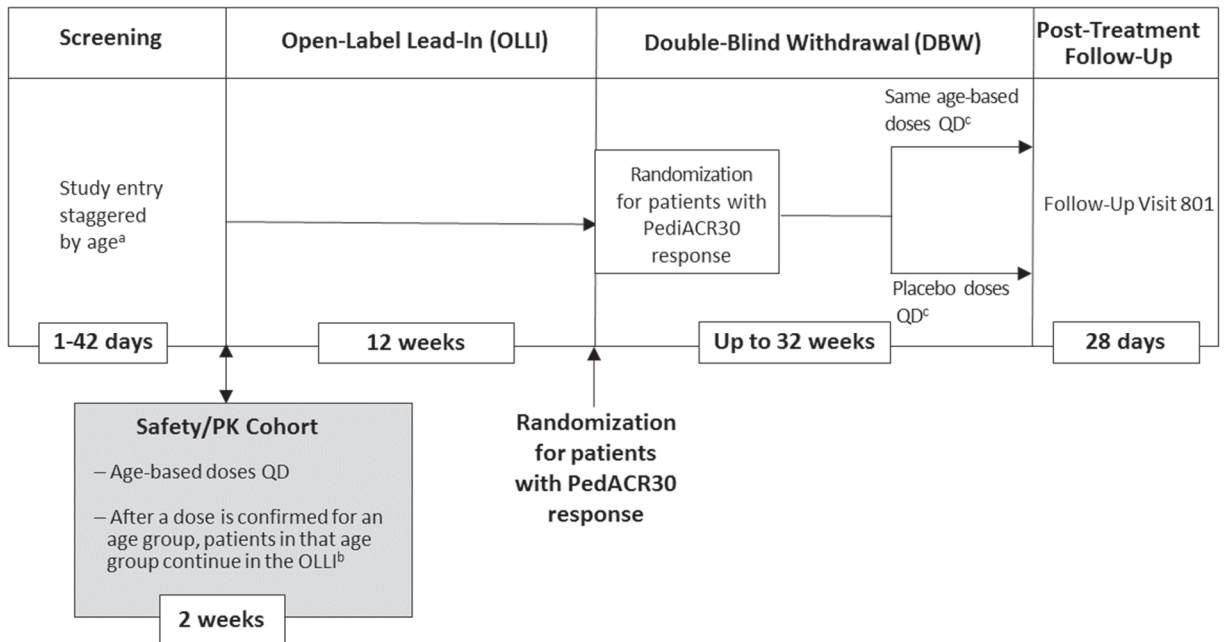 Screening
Open-Label Lead-In (OLLI)
Double-Blind Withdrawal (DBW)
Post-Treatment
Follow-Up
Study entry
staggered
by ageᵃ
Randomization
for patients with
PediACR30
response
Same age-based
doses QDᶜ
Placebo doses
QDᶜ
Follow-Up Visit 801
1-42 days
12 weeks
Up to 32 weeks
28 days
Safety/PK Cohort
– Age-based doses QD
– After a dose is confirmed for an
age group, patients in that age
group continue in the OLLIᵇ
2 weeks
Randomization
for patients
with PedACR30
response